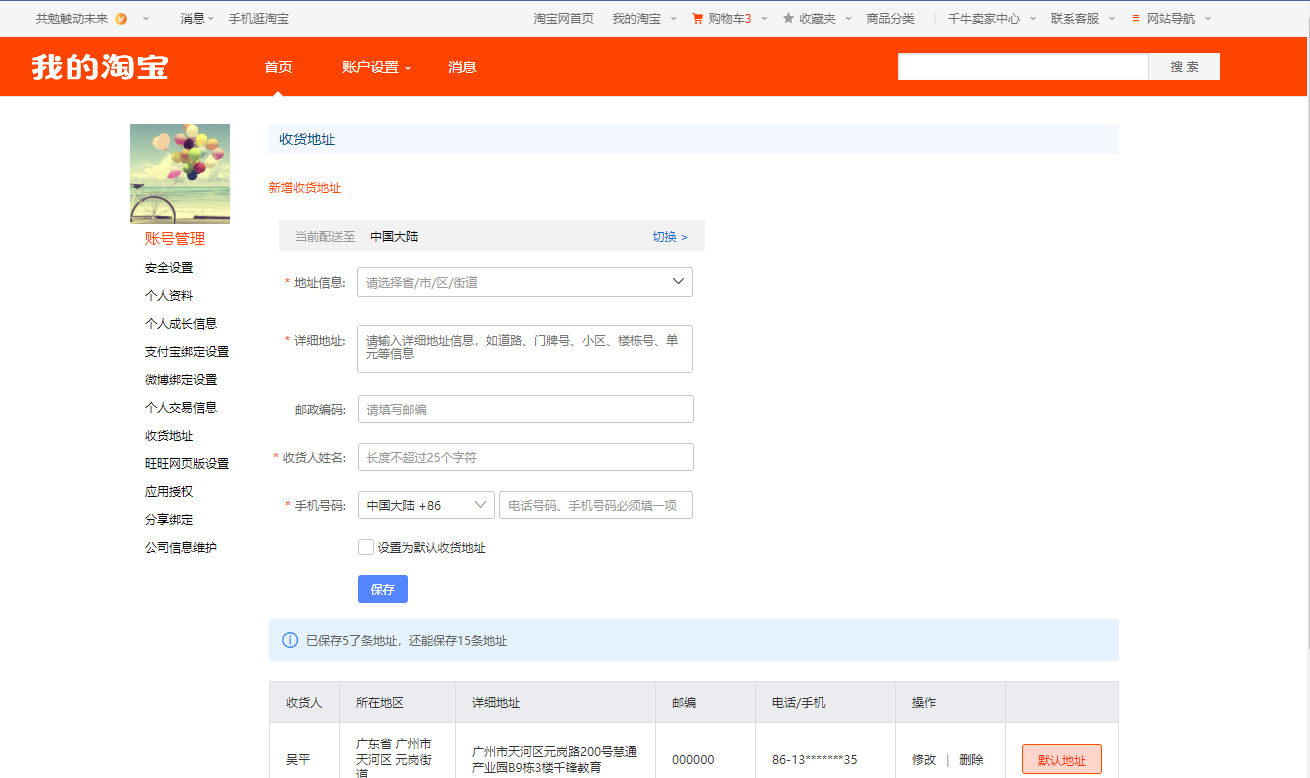 共勉触动未来 消息 手机逛淘宝 淘宝网首页 我的淘宝 购物车3 收藏夹 商品分类 | 千牛卖家中心 联系客服 网站导航
我的淘宝 首页 账户设置 消息 搜 索
收货地址
新增收货地址
当前配送至 中国大陆 切换 >
* 地址信息: 请选择省/市/区/街道
* 详细地址: 请输入详细地址信息，如道路、门牌号、小区、楼栋号、单
元等信息
邮政编码: 请填写邮编
* 收货人姓名: 长度不超过25个字符
* 手机号码: 中国大陆 +86 电话号码、手机号码必须填一项
设置为默认收货地址
保存
账号管理
安全设置
个人资料
个人成长信息
支付宝绑定设置
微博绑定设置
个人交易信息
收货地址
旺旺网页版设置
应用授权
分享绑定
公司信息维护
已保存5了条地址，还能保存15条地址
收货人 所在地区 详细地址 邮编 电话/手机 操作
吴平 广东省 广州市
天河区 元岗街
道
广州市天河区元岗路200号慧通
产业园B9栋3楼千锋教育
000000 86-13*******35 修改 | 删除 默认地址